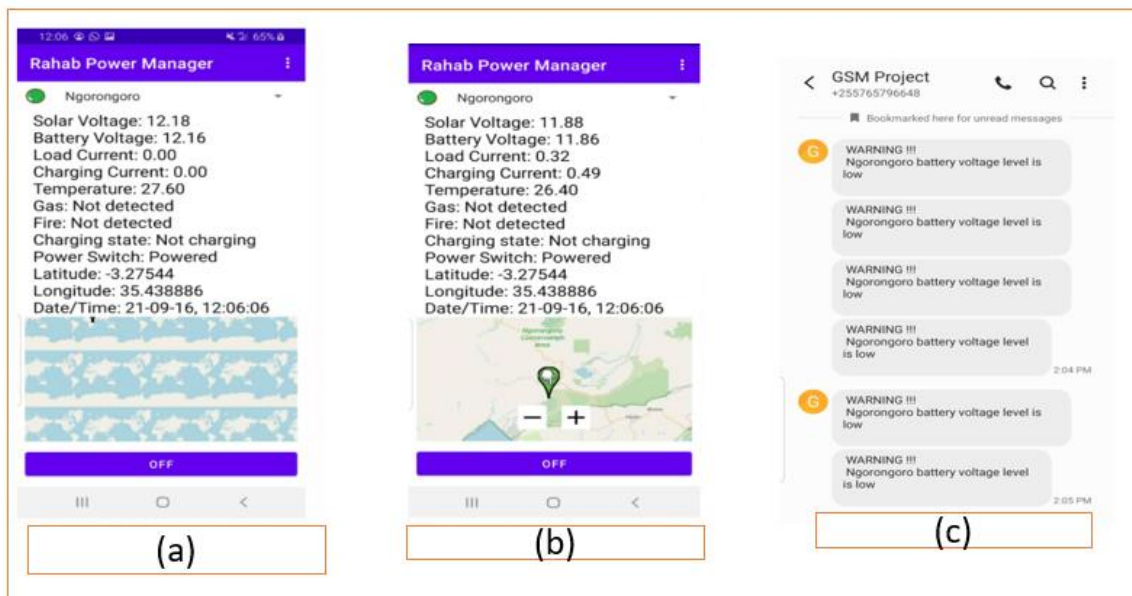 12:06
65%
Rahab Power Manager
Ngorongoro
Solar Voltage: 12.18
Battery Voltage: 12.16
Load Current: 0.00
Charging Current: 0.00
Temperature: 27.60
Gas: Not detected
Fire: Not detected
Charging state: Not charging
Power Switch: Powered
Latitude: -3.27544
Longitude: 35.438886
Date/Time: 21-09-16, 12:06:06
OFF
(a)
Rahab Power Manager
Ngorongoro
Solar Voltage: 11.88
Battery Voltage: 11.86
Load Current: 0.32
Charging Current: 0.49
Temperature: 26.40
Gas: Not detected
Fire: Not detected
Charging state: Not charging
Power Switch: Powered
Latitude: -3.27544
Longitude: 35.438886
Date/Time: 21-09-16, 12:06:06
Ngorongoro
Area
− +
OFF
(b)
GSM Project
+255765796648
Bookmarked here for unread messages
G
WARNING !!!
Ngorongoro battery voltage level is
low
WARNING !!!
Ngorongoro battery voltage level is
low
WARNING !!!
Ngorongoro battery voltage level is
low
WARNING !!!
Ngorongoro battery voltage level
is low
2:04 PM
G
WARNING !!!
Ngorongoro battery voltage level is
low
WARNING !!!
Ngorongoro battery voltage level
is low
2:05 PM
(c)